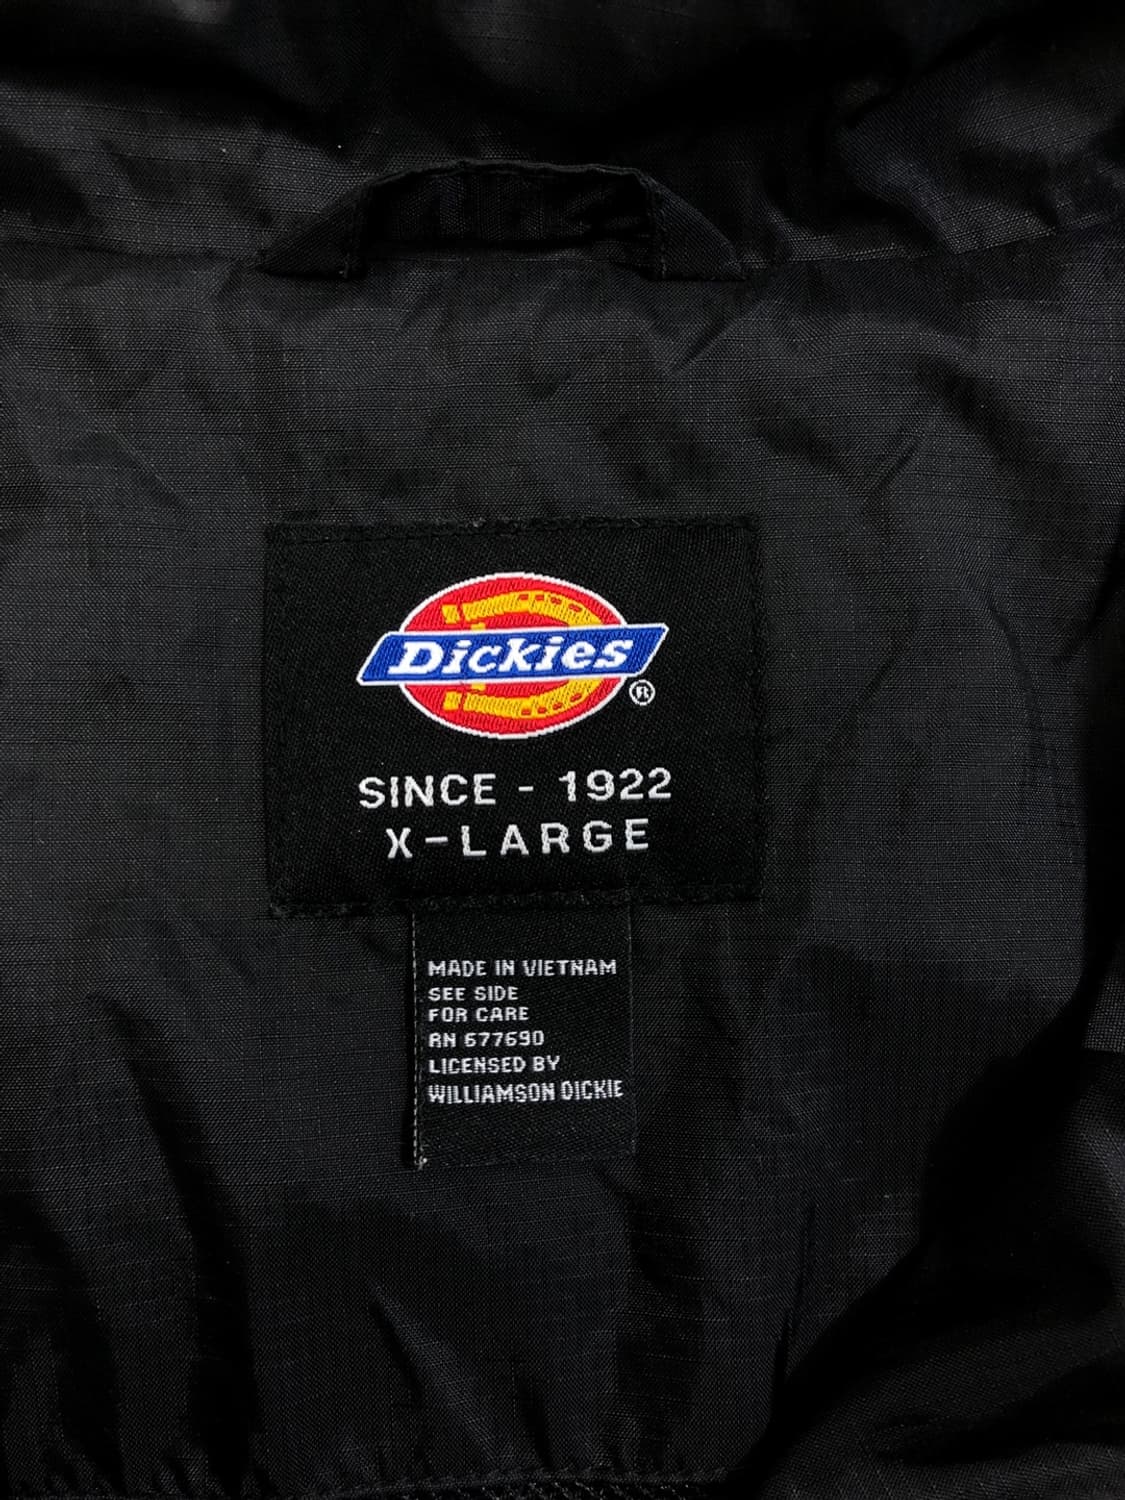 Dickies®
SINCE - 1922
X-LARGE
MADE IN VIETNAM
SEE SIDE
FOR CARE
RN 677690
LICENSED BY
WILLIAMSON DICKIE